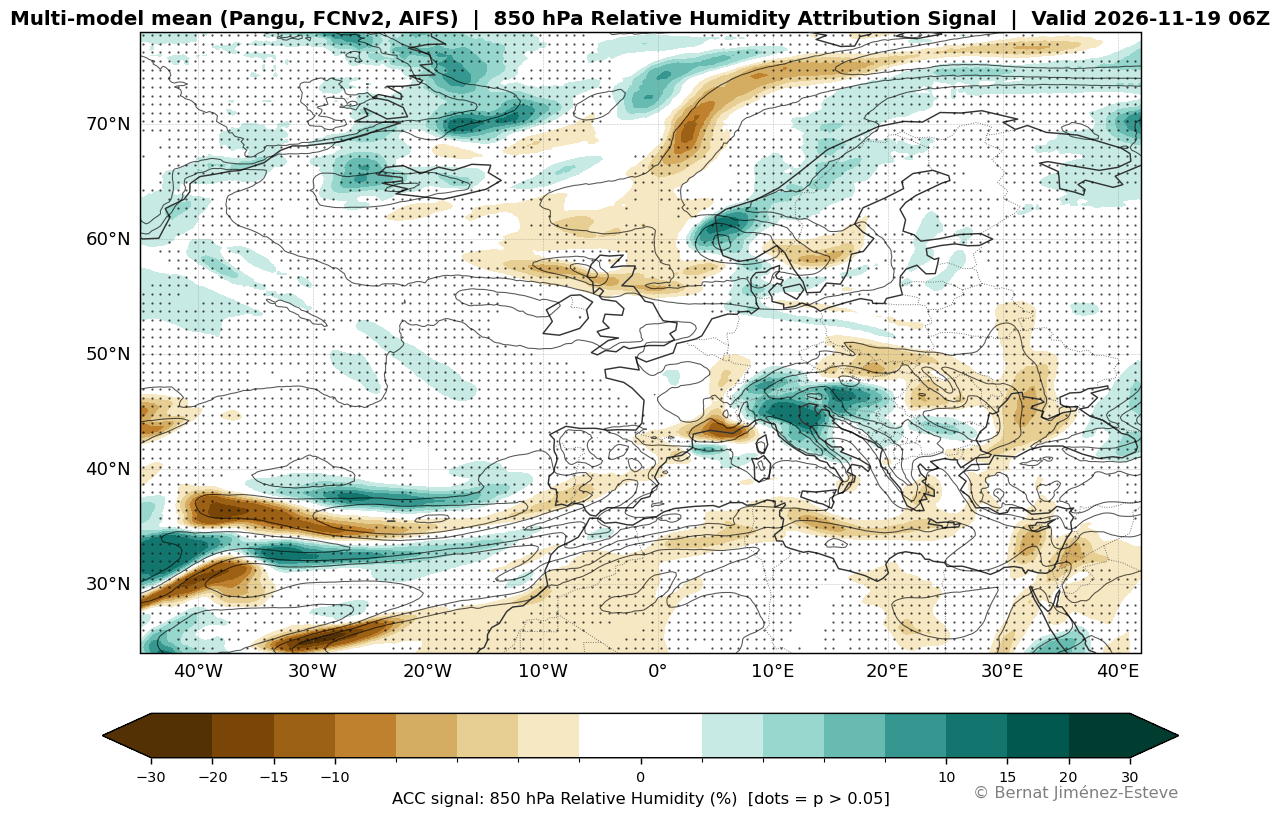 Multi-model mean (Pangu, FCNv2, AIFS)  |  850 hPa Relative Humidity Attribution Signal  |  Valid 2026-11-19 06Z
70°N
60°N
50°N
40°N
30°N
40°W 30°W 20°W 10°W 0° 10°E 20°E 30°E 40°E
−30 −20 −15 −10 0 10 15 20 30
ACC signal: 850 hPa Relative Humidity (%)  [dots = p > 0.05]
© Bernat Jiménez-Esteve